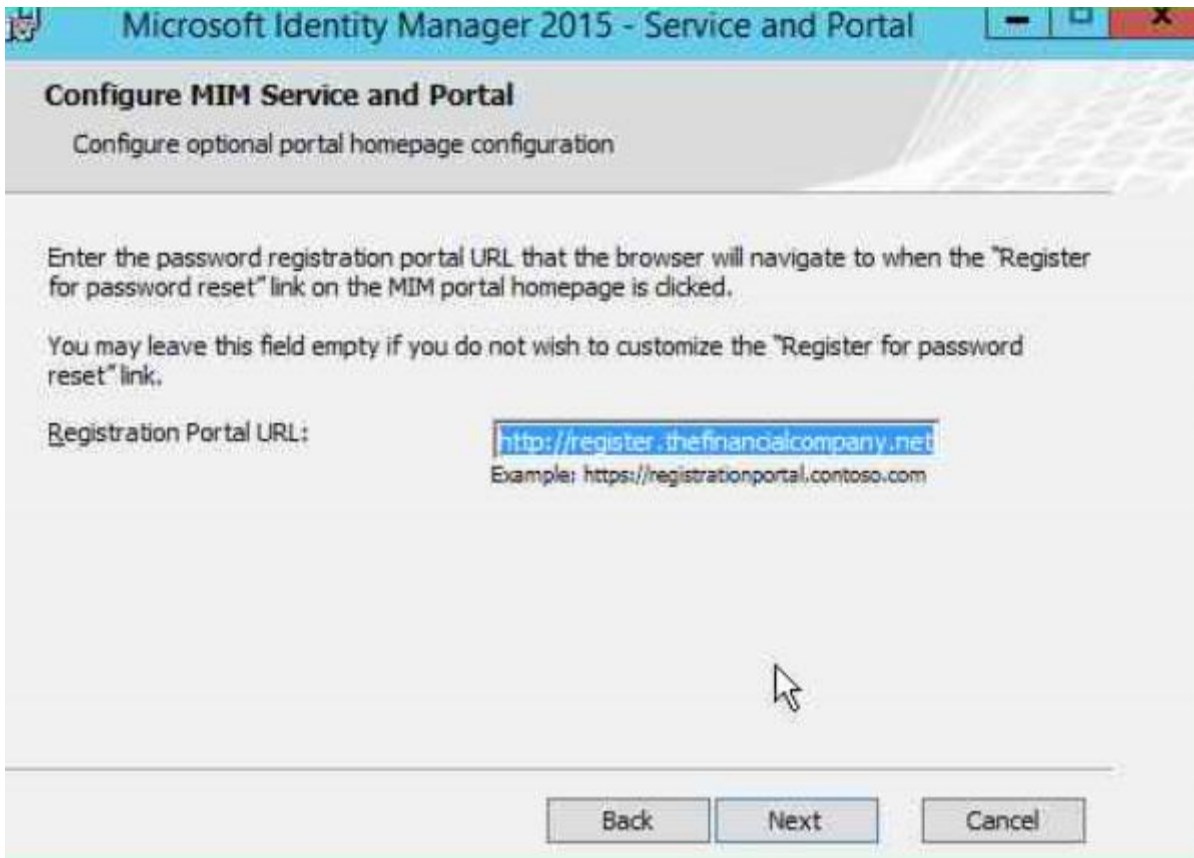 Microsoft Identity Manager 2015 - Service and Portal
Configure MIM Service and Portal
Configure optional portal homepage configuration
Enter the password registration portal URL that the browser will navigate to when the "Register
for password reset" link on the MIM portal homepage is clicked.
You may leave this field empty if you do not wish to customize the "Register for password
reset" link.
Registration Portal URL:
http://register.thefinancialcompany.net
Example: https://registrationportal.contoso.com
Back
Next
Cancel